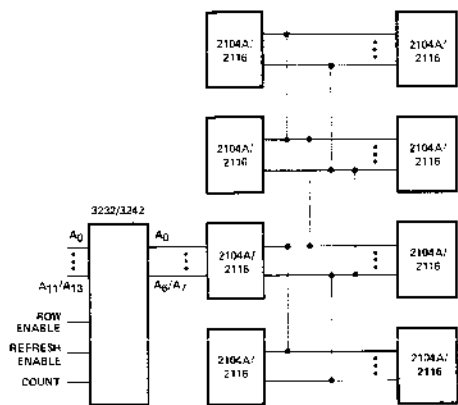 2104A/
2116
2104A/
2116
2104A/
2116
2104A/
2116
3232/3242
A0
A11/A13
ROW
ENABLE
REFRESH
ENABLE
COUNT
A0
A6/A7
2104A/
2116
2104A/
2116
2104A/
2116
2104A/
2116